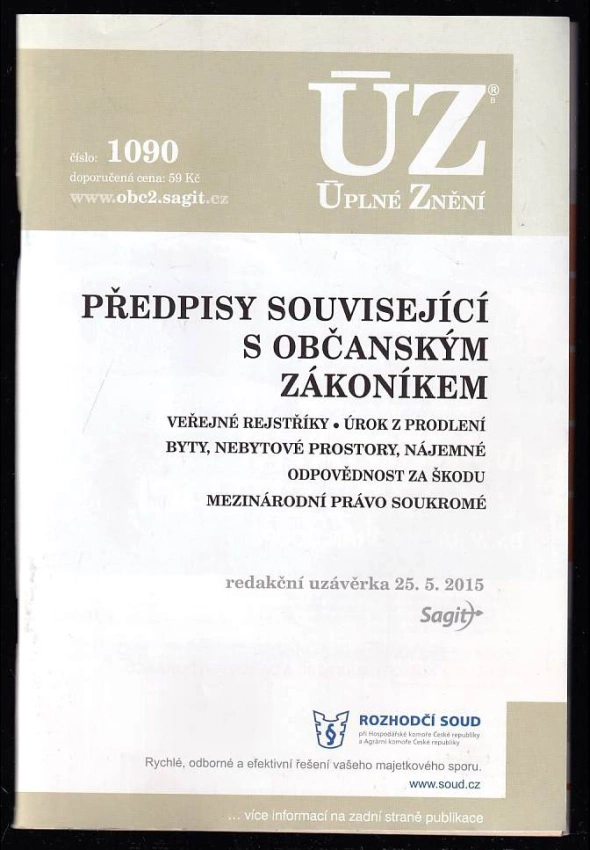 ÚZ®
B
číslo: 1090
doporučená cena: 59 Kč
www.obc2.sagit.cz
ÚPLNÉ ZNĚNÍ
PŘEDPISY SOUVISEJÍCÍ
S OBČANSKÝM
ZÁKONÍKEM
VEŘEJNÉ REJSTŘÍKY • ÚROK Z PRODLENÍ
BYTY, NEBYTOVÉ PROSTORY, NÁJEMNÉ
ODPOVĚDNOST ZA ŠKODU
MEZINÁRODNÍ PRÁVO SOUKROMÉ
redakční uzávěrka 25. 5. 2015
Sagit
ROZHODČÍ SOUD
při Hospodářské komoře České republiky
a Agrární komoře České republiky
Rychlé, odborné a efektivní řešení vašeho majetkového sporu.
www.soud.cz
... více informací na zadní straně publikace